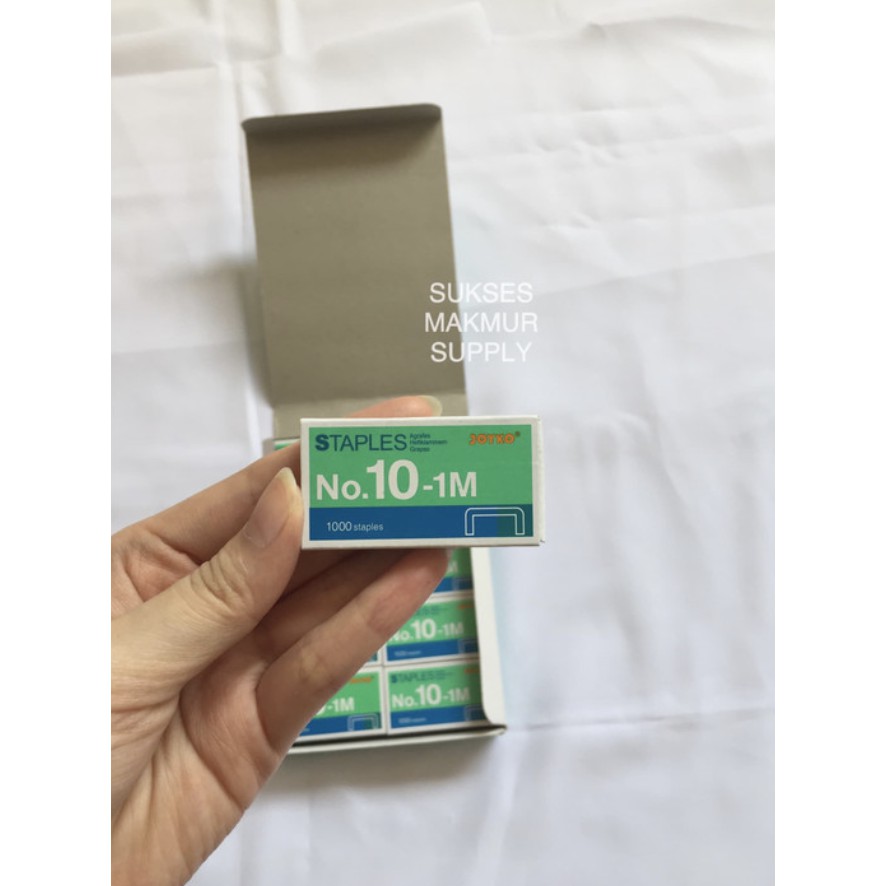 SUKSES
MAKMUR
SUPPLY
STAPLES Agrafes
Heftklammern
Grapas
JOYKO®
No.10-1M
1000 staples
No.10-1M
STAPLES
No.10-1M
-1M